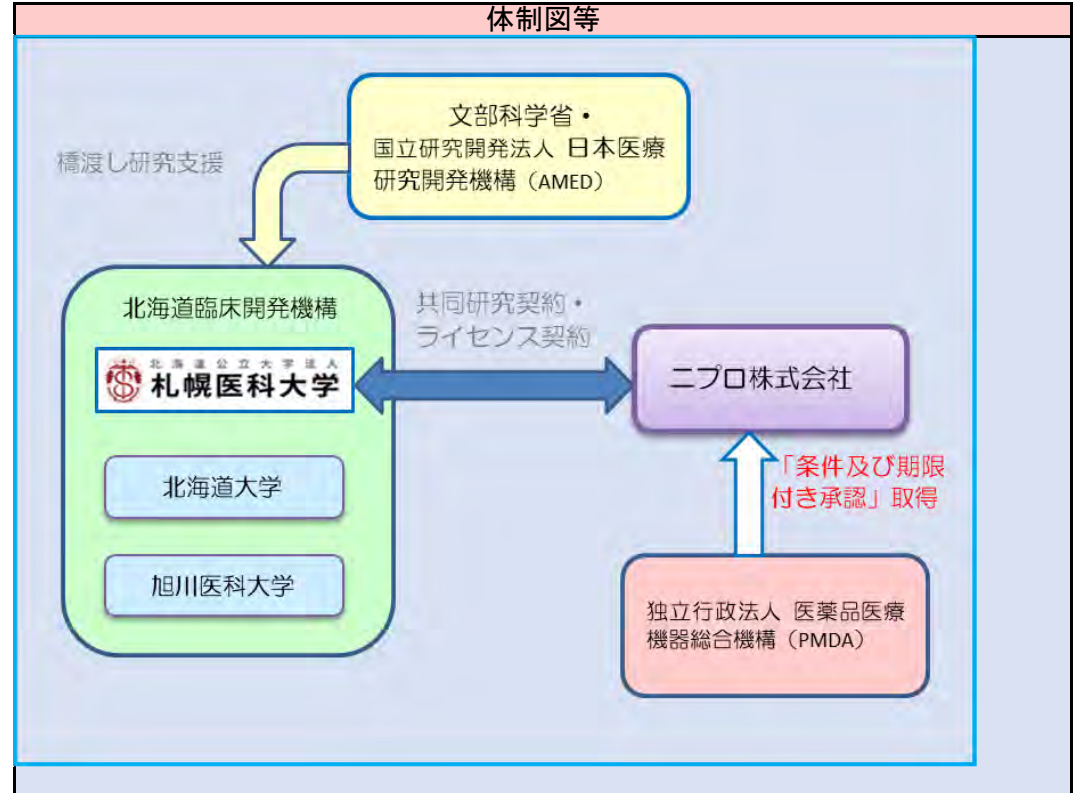 体制図等
文部科学省・
国立研究開発法人 日本医療
研究開発機構（AMED）
橋渡し研究支援
北海道臨床開発機構
北海道公立大学法人
札幌医科大学
北海道大学
旭川医科大学
共同研究契約・
ライセンス契約
ニプロ株式会社
「条件及び期限
付き承認」取得
独立行政法人 医薬品医療
機器総合機構（PMDA）